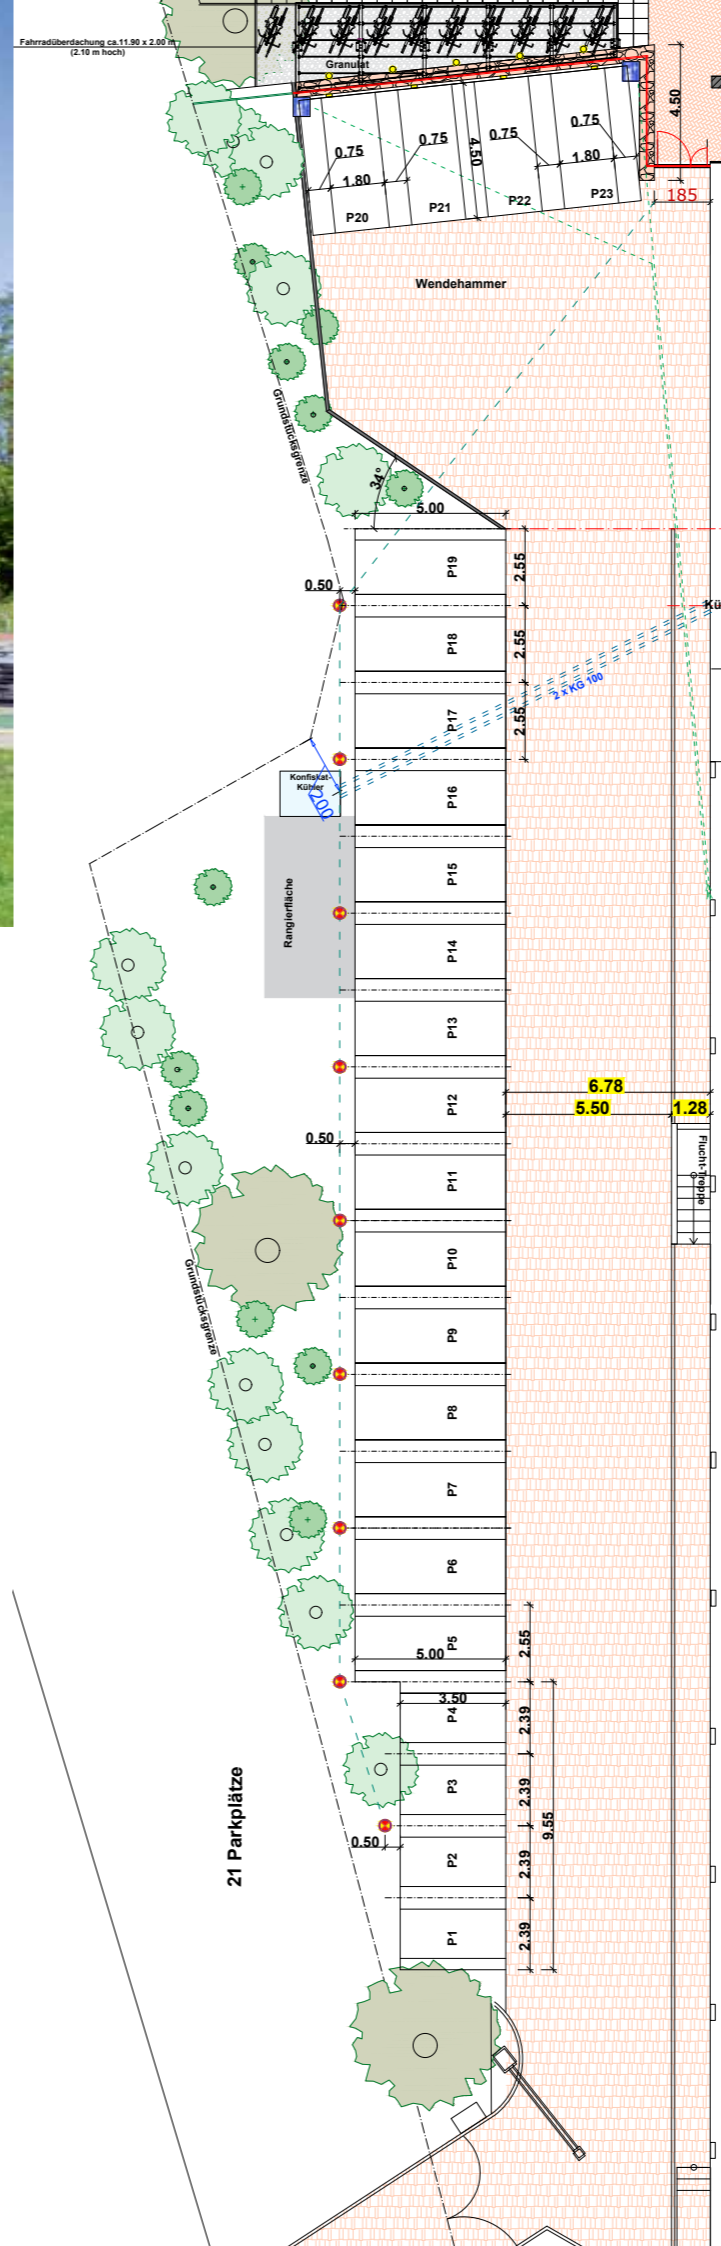 Fahrradüberdachung ca.11.90 x 2.00 m
(2.10 m hoch)
Granulat
4.50
0.75
0.75
0.75
0.75
1.80
4.50
1.80
P20
P21
P22
P23
185
Wendehammer
Grundstücksgrenze
34°
5.00
P19
2.55
0.50
Kü
P18
2.55
2 x KG 100
P17
2.55
Konfiskat-
Kühler
200
P16
Rangierfläche
P15
P14
P13
6.78
5.50
1.28
P12
0.50
Flucht-Treppe
P11
P10
Grundstücksgrenze
P9
P8
P7
P6
P5
5.00
2.55
3.50
P4
2.39
P3
2.39
9.55
21 Parkplätze
0.50
P2
2.39
P1
2.39